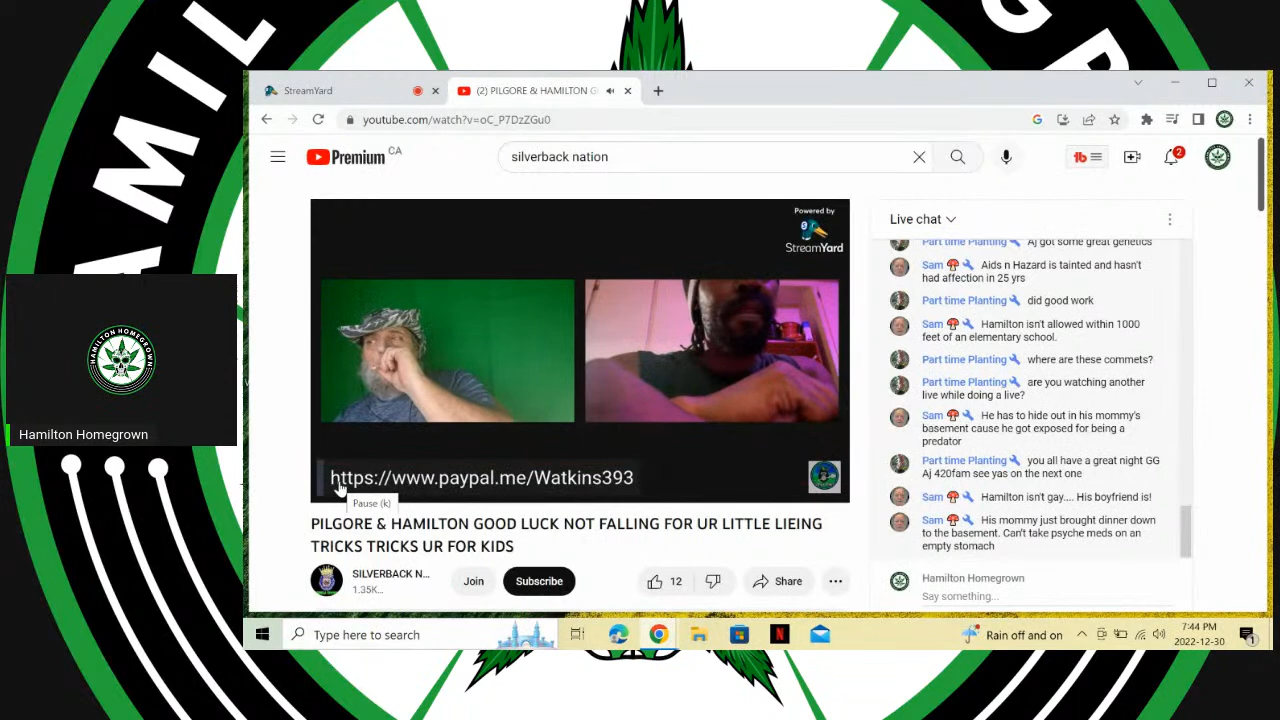 AMIL
GR
StreamYard
(2) PILGORE & HAMILTON G
youtube.com/watch?v=oC_P7DzZGu0
Premium CA
silverback nation
2
Powered by
StreamYard
https://www.paypal.me/Watkins393
Pause (k)
PILGORE & HAMILTON GOOD LUCK NOT FALLING FOR UR LITTLE LIEING
TRICKS TRICKS UR FOR KIDS
SILVERBACK N...
1.35K...
Join
Subscribe
12
Share
Live chat
Part time Planting Aj got some great genetics
Sam Aids n Hazard is tainted and hasn't
had affection in 25 yrs
Part time Planting did good work
Sam Hamilton isn't allowed within 1000
feet of an elementary school.
Part time Planting where are these commets?
Part time Planting are you watching another
live while doing a live?
Sam He has to hide out in his mommy's
basement cause he got exposed for being a
predator
Part time Planting you all have a great night GG
Aj 420fam see yas on the next one
Sam Hamilton isn't gay.... His boyfriend is!
Sam His mommy just brought dinner down
to the basement. Can't take psyche meds on an
empty stomach
Hamilton Homegrown
Say something...
HAMILTON HOMEGROWN
Hamilton Homegrown
Type here to search
Rain off and on
7:44 PM
2022-12-30
1